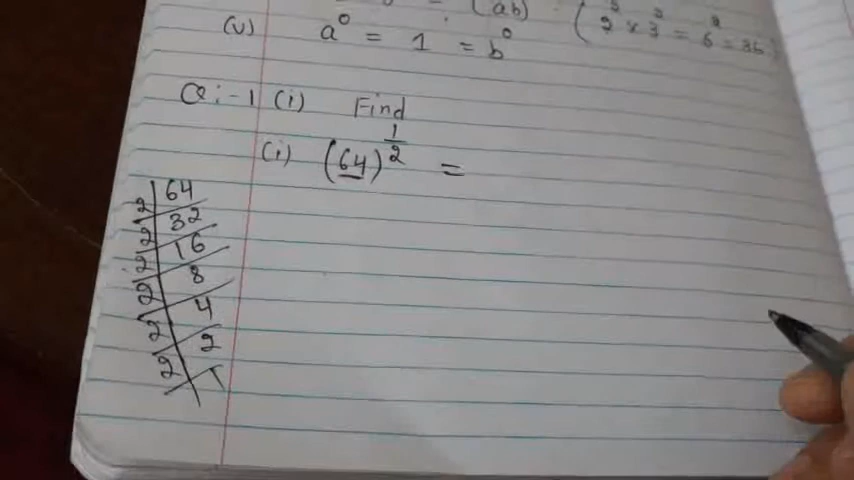 = (ab) . (2² x 3² = 6² = 36)
(v) a⁰ = 1 = b⁰
Q:-1 (i) Find
(i) (64)^(1/2) =
2 | 64
2 | 32
2 | 16
2 | 8
2 | 4
2 | 2
1